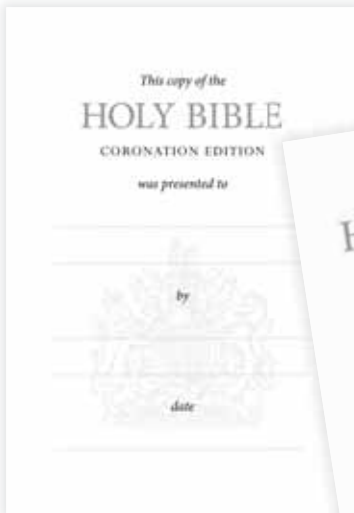 This copy of the
HOLY BIBLE
CORONATION EDITION
was presented to
by
date
H